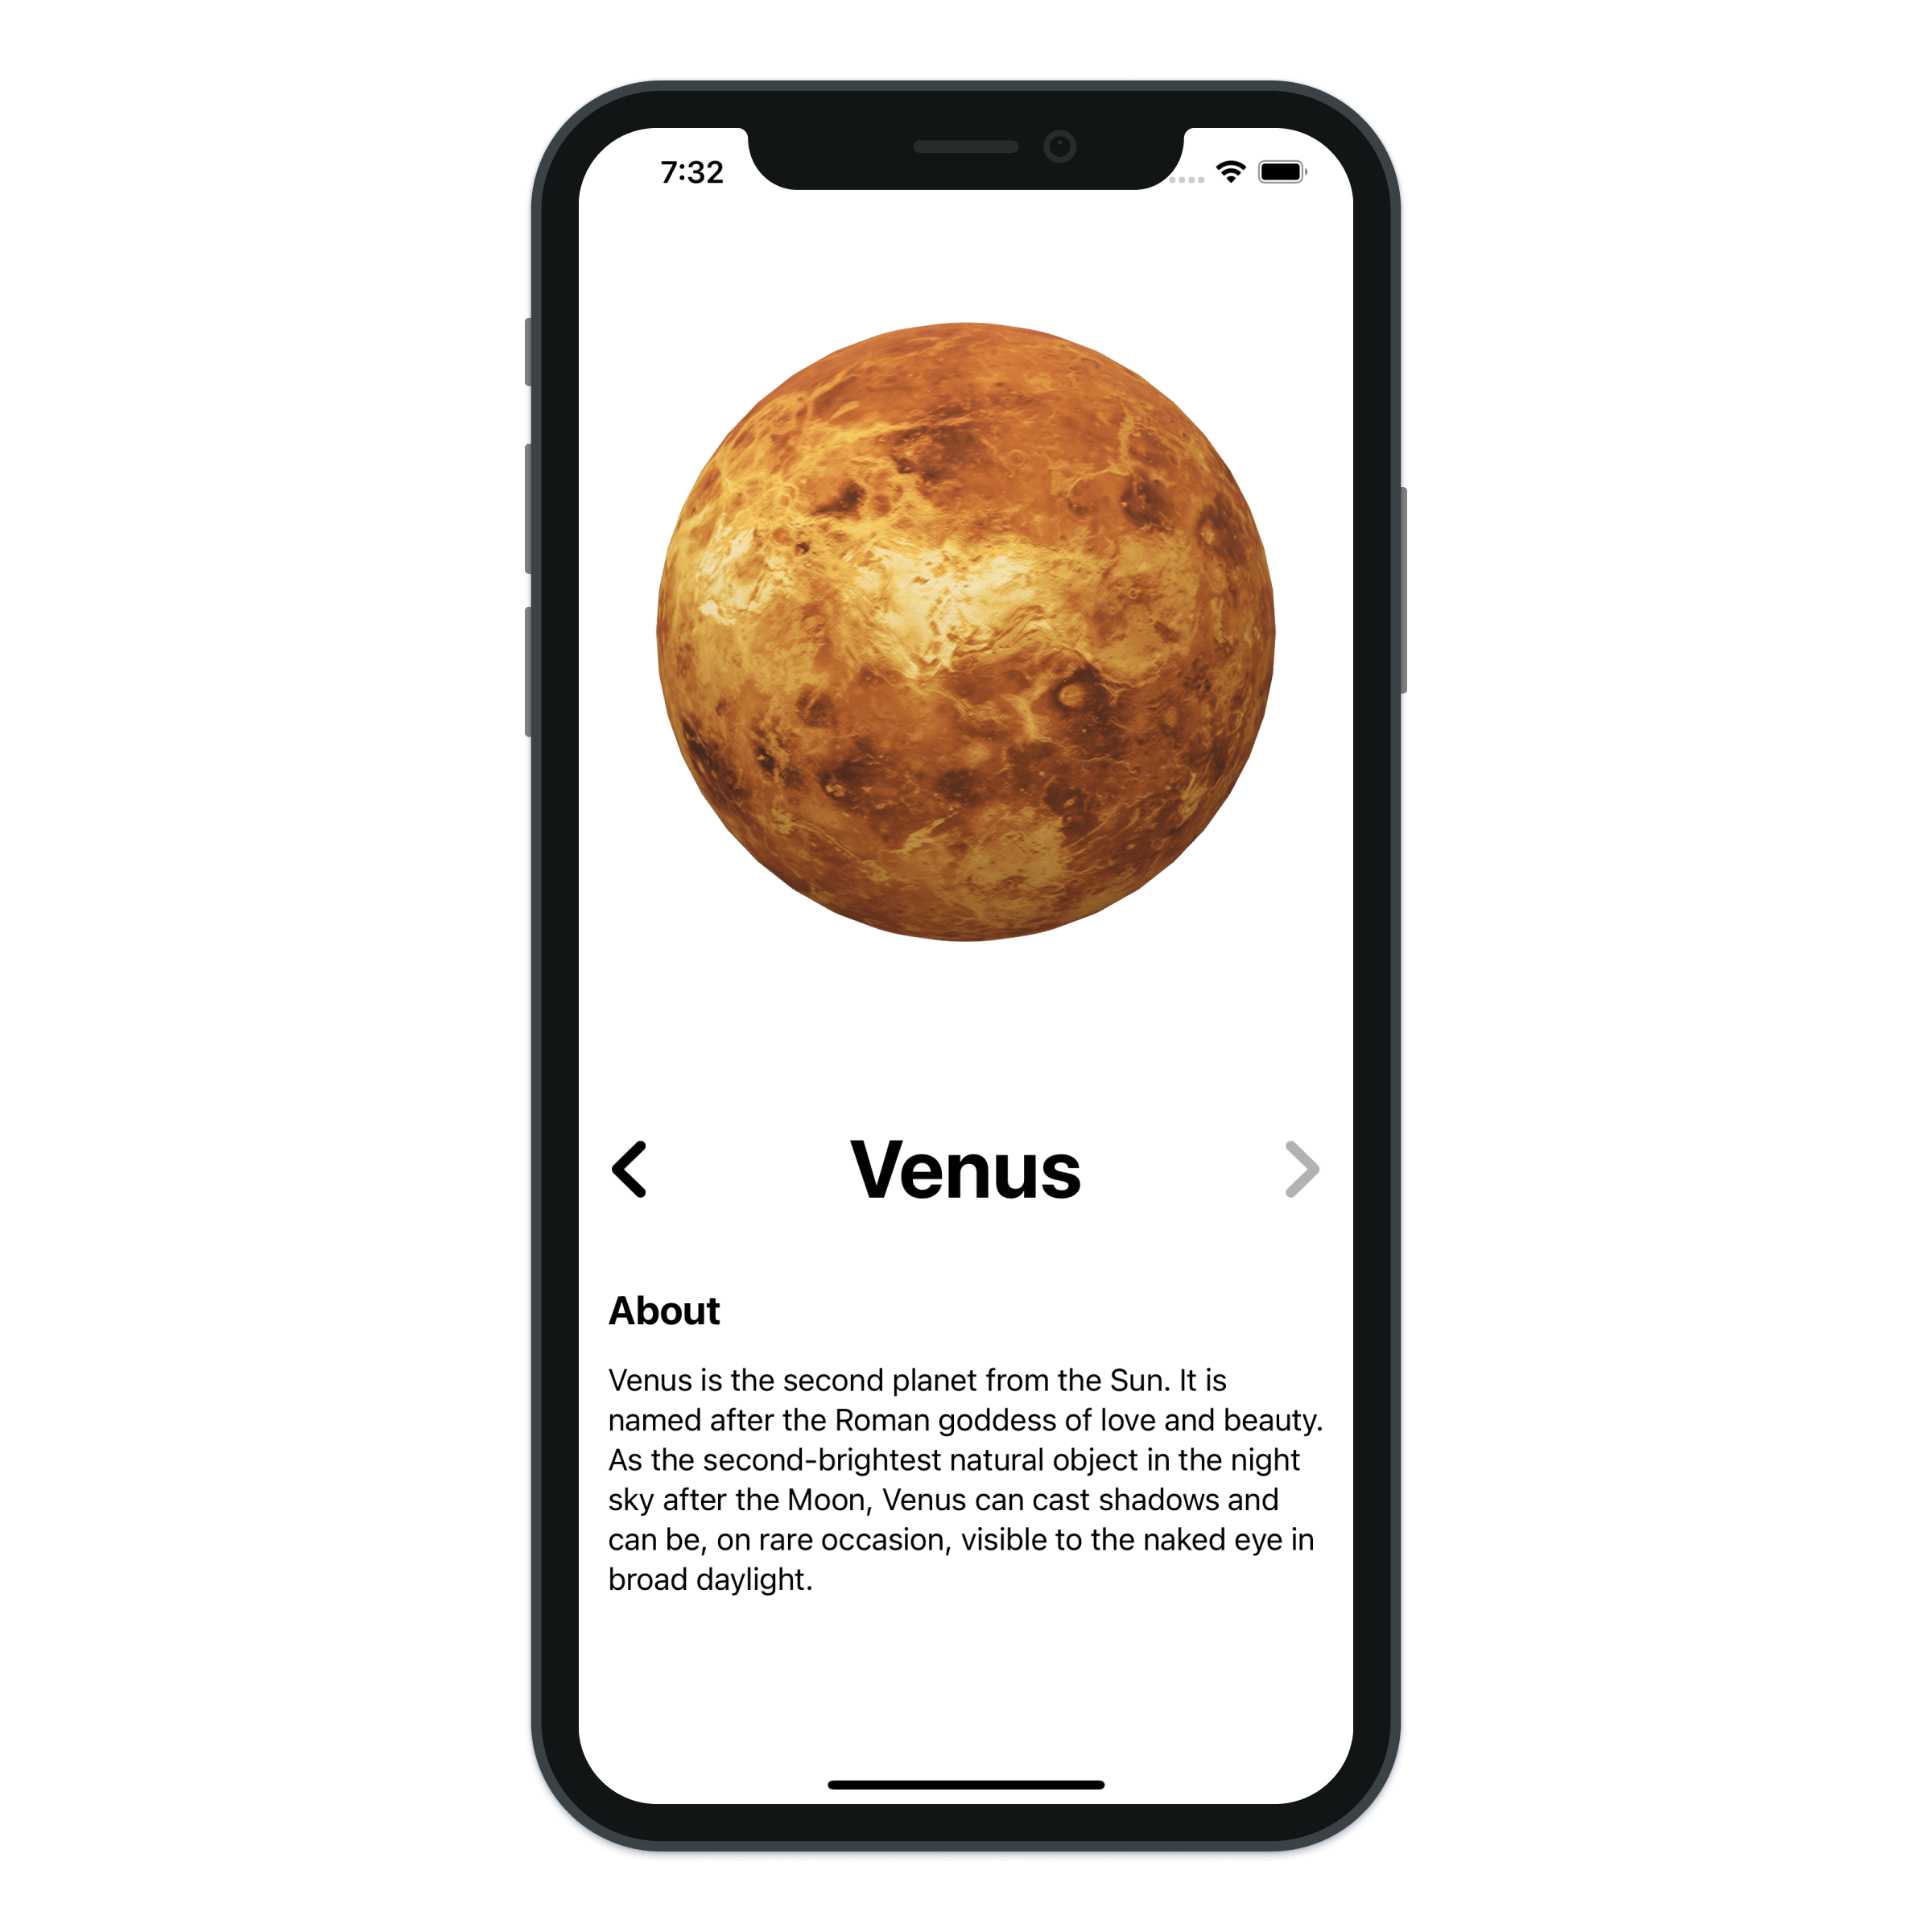 7:32
Venus
About
Venus is the second planet from the Sun. It is
named after the Roman goddess of love and beauty.
As the second-brightest natural object in the night
sky after the Moon, Venus can cast shadows and
can be, on rare occasion, visible to the naked eye in
broad daylight.